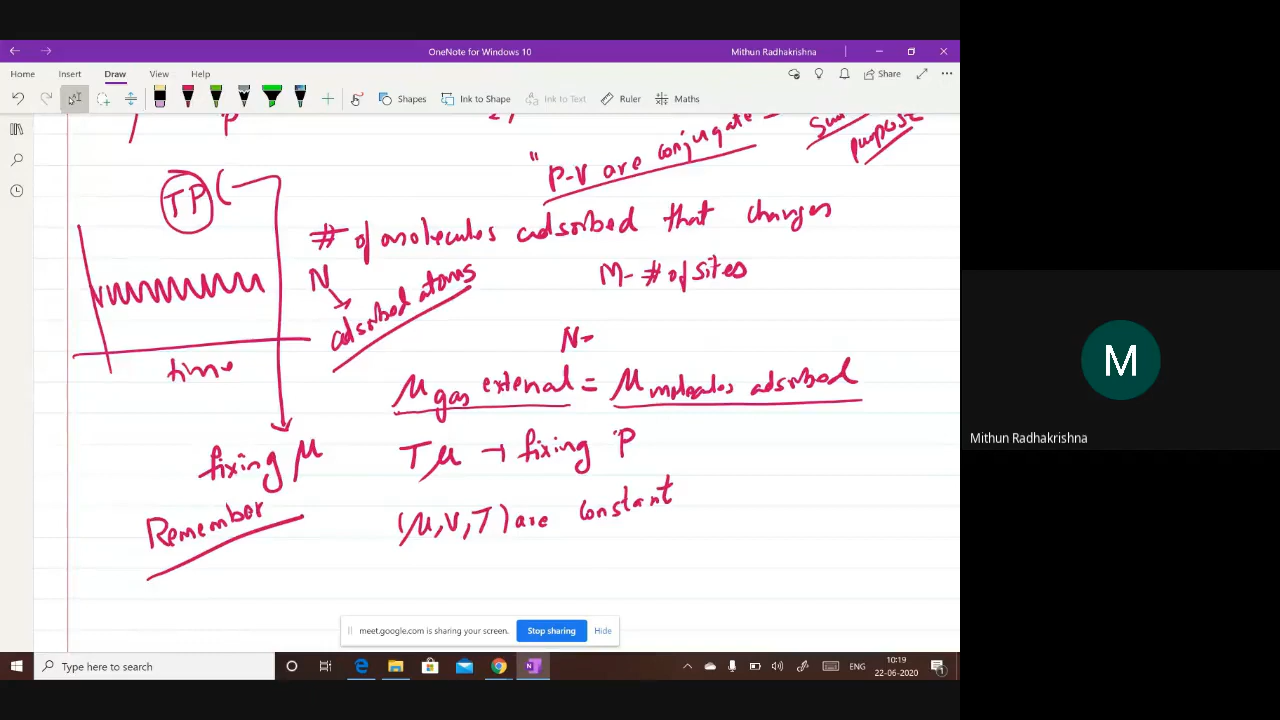 OneNote for Windows 10
Mithun Radhakrishna
Home Insert Draw View Help
Share
Shapes Ink to Shape Ink to Text Ruler Maths
"P-V are conjugate
purpose
TP
# of molecules adsorbed that changes
N
adsorbed atoms
M- # of sites
time
N=
μ gas external = μ molecules adsorbed
fixing μ
Tμ → fixing P
Remember
(μ, V, T) are constant
M
Mithun Radhakrishna
meet.google.com is sharing your screen. Stop sharing Hide
Type here to search
ENG
10:19
22-06-2020